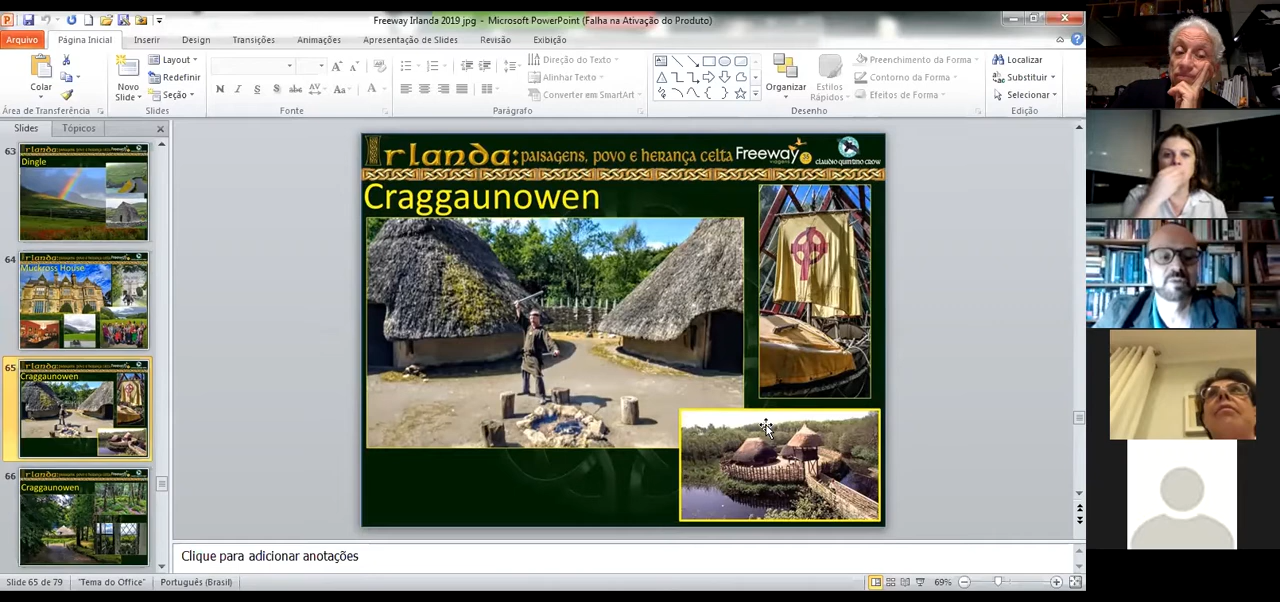 Freeway Irlanda 2019 jpg - Microsoft PowerPoint (Falha na Ativação do Produto)
Arquivo
Página Inicial
Inserir
Design
Transições
Animações
Apresentação de Slides
Revisão
Exibição
Colar
Área de Transferência
Novo
Slide
Layout
Redefinir
Seção
Slides
N I S S abc AV Aa A
Fonte
Direção do Texto
Alinhar Texto
Converter em SmartArt
Parágrafo
Organizar
Estilos
Rápidos
Preenchimento da Forma
Contorno da Forma
Efeitos de Forma
Desenho
Localizar
Substituir
Selecionar
Edição
Slides
Tópicos
63
Dingle
64
Muckross House
65
Craggaunowen
66
Craggaunowen
Irlanda: paisagens, povo e herança celta
Freeway
viagens
35
CLAUDIO QUINTINO CROW
Craggaunowen
Clique para adicionar anotações
Slide 65 de 79
"Tema do Office"
Português (Brasil)
69%